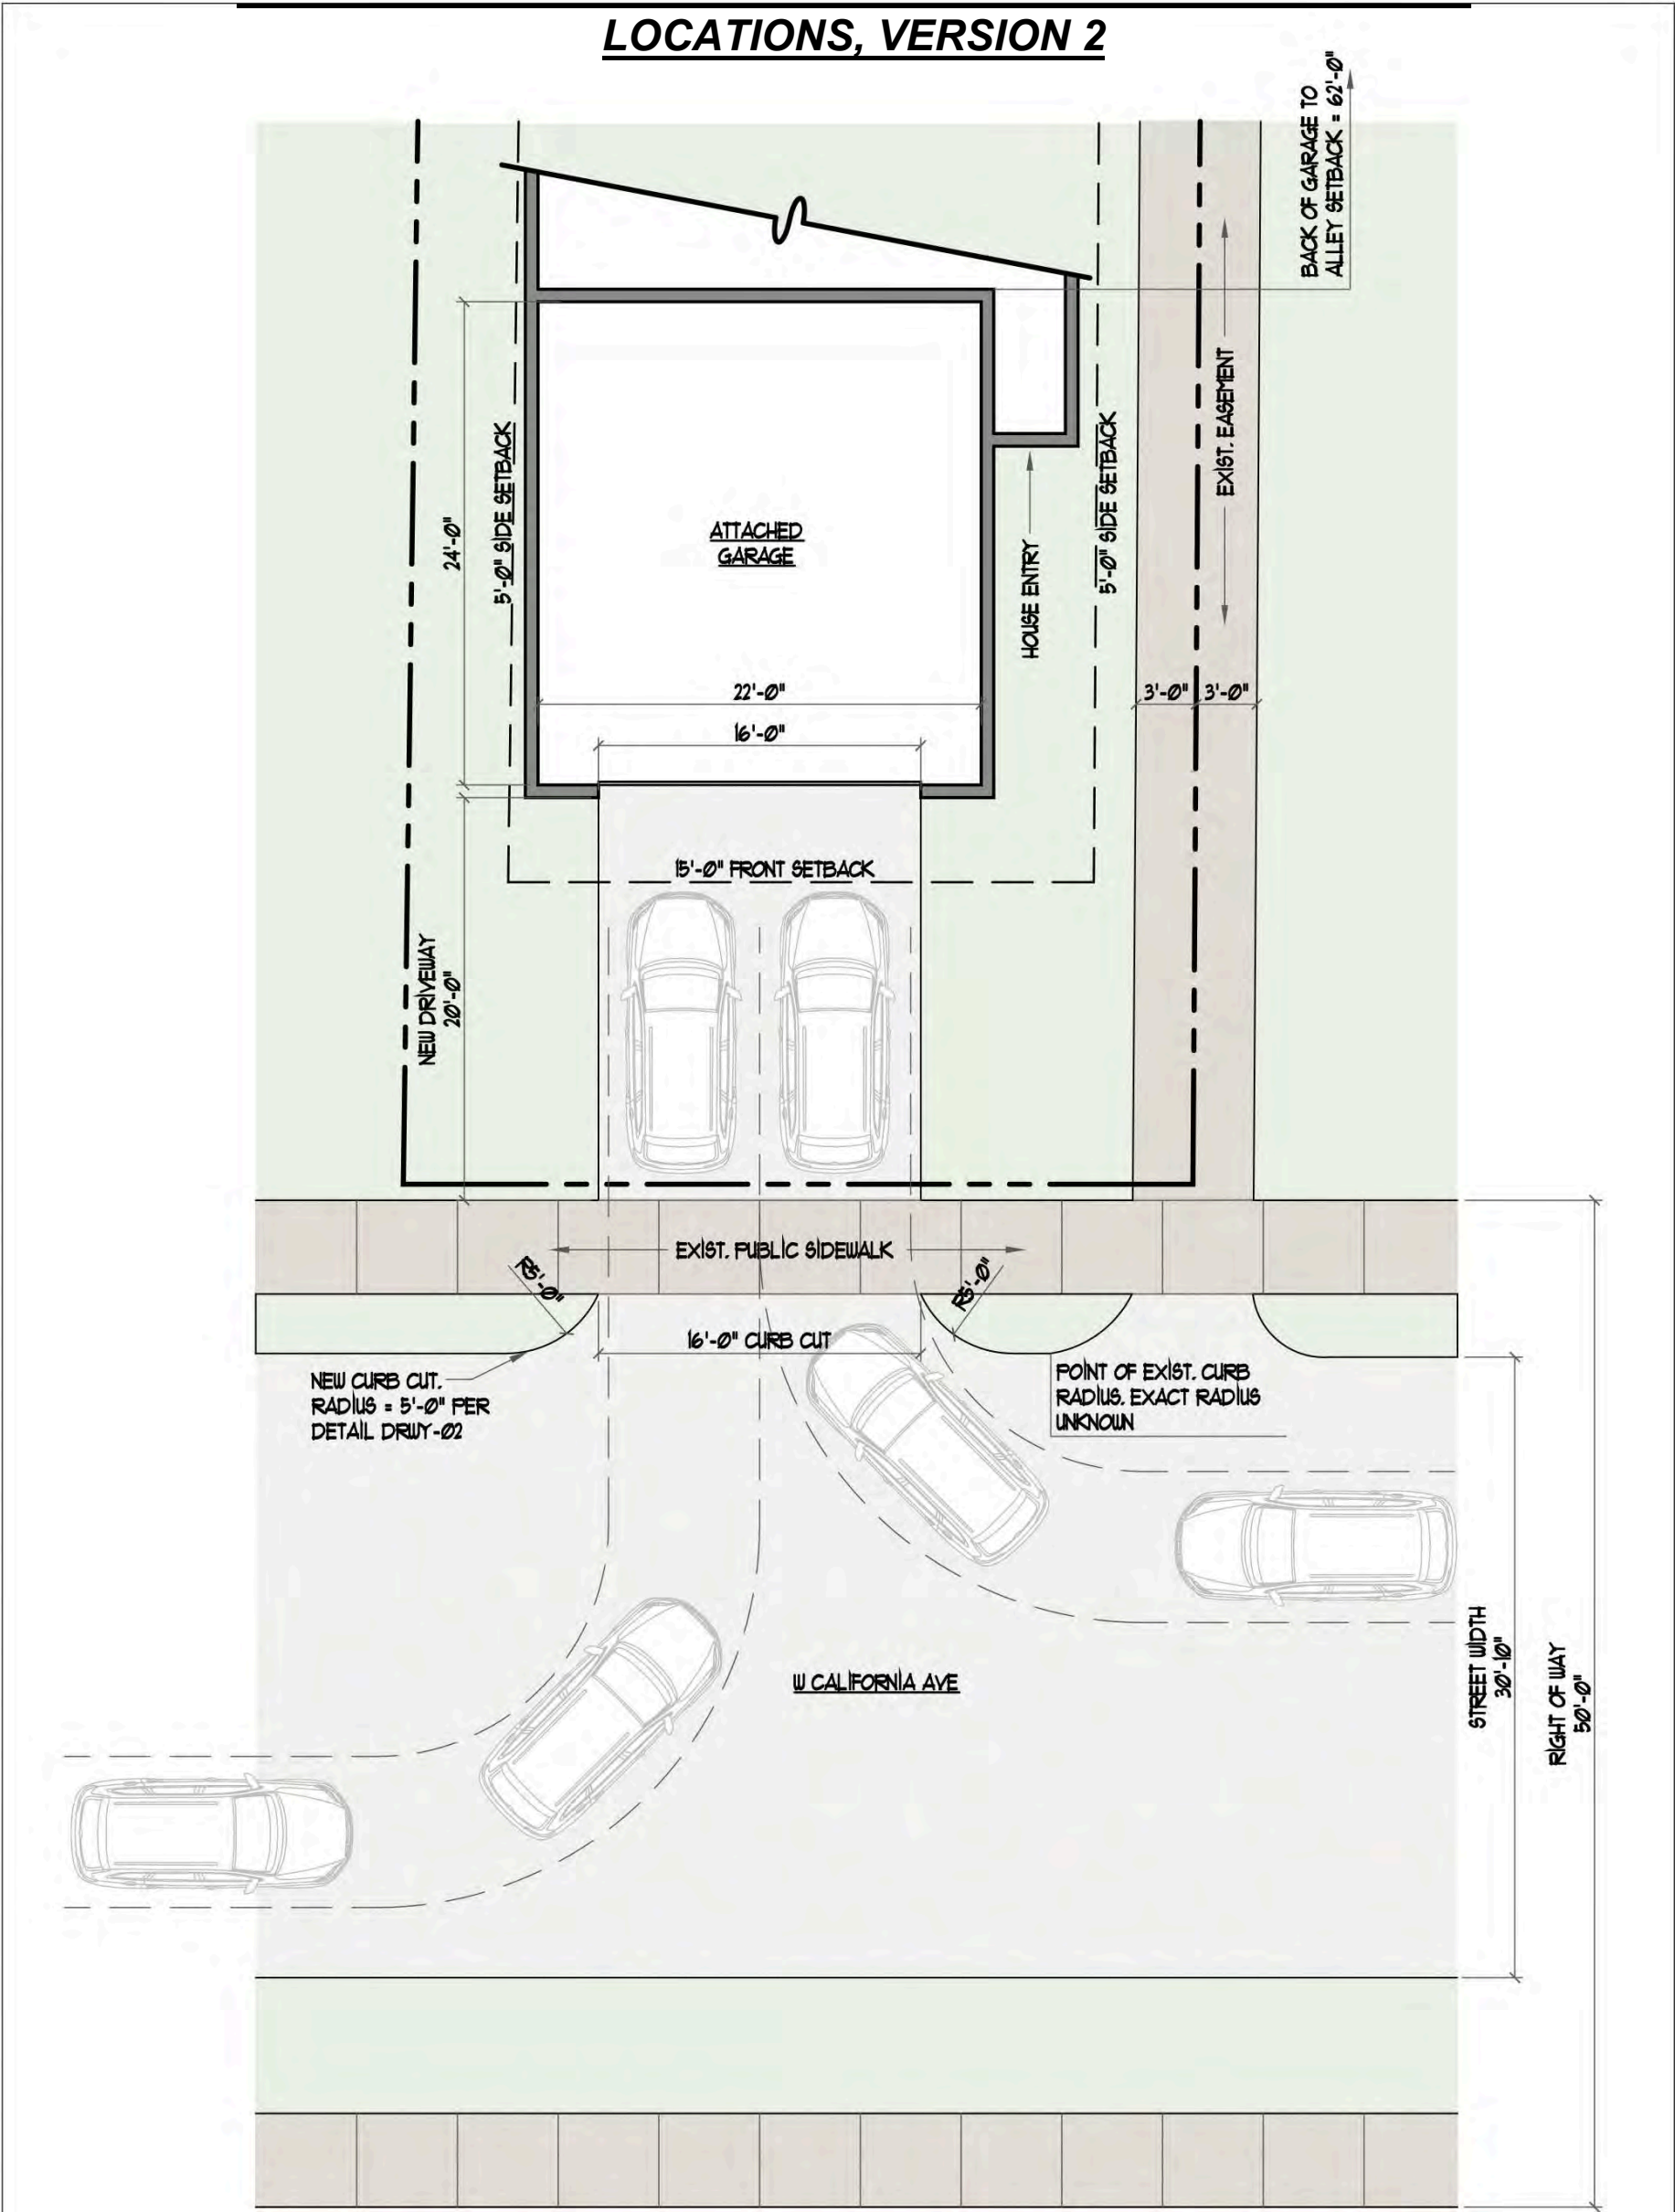 LOCATIONS, VERSION 2
BACK OF GARAGE TO
ALLEY SETBACK = 62'-0"
EXIST. EASEMENT
5'-0" SIDE SETBACK
5'-0" SIDE SETBACK
24'-0"
ATTACHED
GARAGE
HOUSE ENTRY
22'-0"
3'-0"
3'-0"
16'-0"
15'-0" FRONT SETBACK
NEW DRIVEWAY
20'-0"
EXIST. PUBLIC SIDEWALK
R5'-0"
R5'-0"
16'-0" CURB CUT
NEW CURB CUT.
RADIUS = 5'-0" PER
DETAIL DRWY-02
POINT OF EXIST. CURB
RADIUS. EXACT RADIUS
UNKNOWN
W CALIFORNIA AVE
STREET WIDTH
30'-10"
RIGHT OF WAY
50'-0"